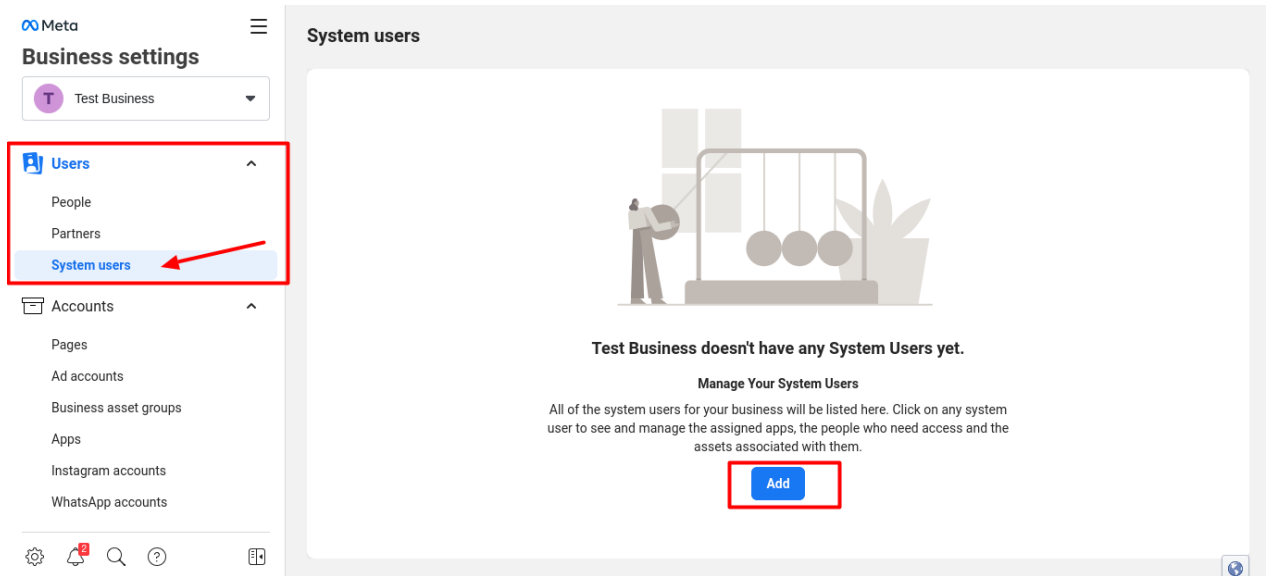 Meta
Business settings
T Test Business
Users
People
Partners
System users
Accounts
Pages
Ad accounts
Business asset groups
Apps
Instagram accounts
WhatsApp accounts
2
System users
Test Business doesn't have any System Users yet.
Manage Your System Users
All of the system users for your business will be listed here. Click on any system
user to see and manage the assigned apps, the people who need access and the
assets associated with them.
Add